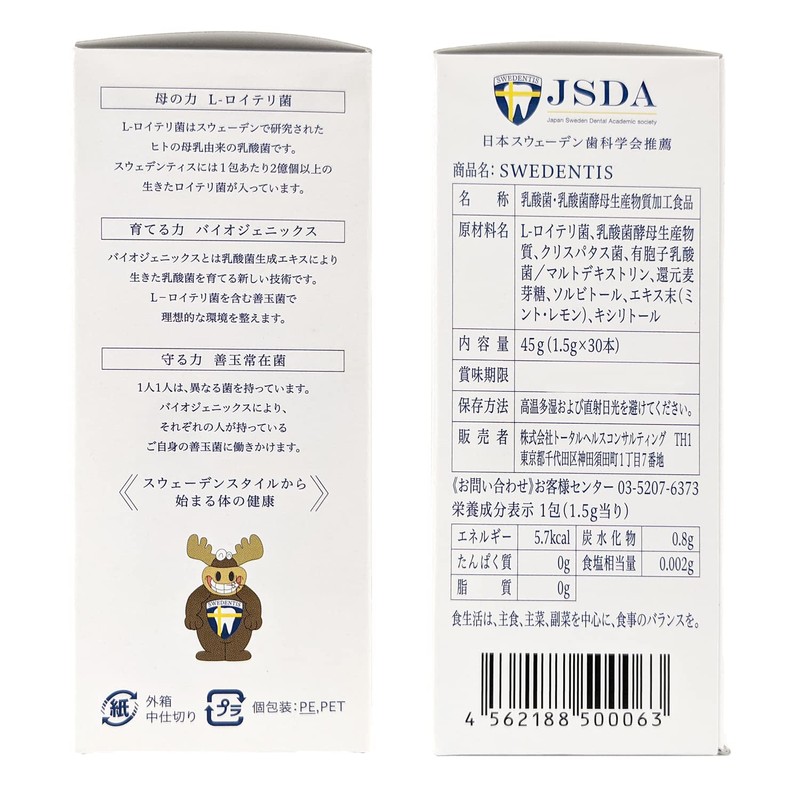 母の力 L-ロイテリ菌
L-ロイテリ菌はスウェーデンで研究された
ヒトの母乳由来の乳酸菌です。
スウェデンティスには1包あたり2億個以上の
生きたロイテリ菌が入っています。
育てる力 バイオジェニックス
バイオジェニックスとは乳酸菌生成エキスにより
生きた乳酸菌を育てる新しい技術です。
L-ロイテリ菌を含む善玉菌で
理想的な環境を整えます。
守る力 善玉常在菌
1人1人は、異なる菌を持っています。
バイオジェニックスにより、
それぞれの人が持っている
ご自身の善玉菌に働きかけます。
《スウェーデンスタイルから
始まる体の健康》
SWEDENTIS
紙
外箱
中仕切り
プラ
個包装:PE,PET
SWEDENTIS
JSDA
Japan Sweden Dental Academic society
日本スウェーデン歯科学会推薦
商品名:SWEDENTIS
名称 乳酸菌・乳酸菌酵母生産物質加工食品
原材料名 L-ロイテリ菌、乳酸菌酵母生産物
質、クリスパタス菌、有胞子乳酸
菌/マルトデキストリン、還元麦
芽糖、ソルビトール、エキス末(ミ
ント・レモン)、キシリトール
内容量 45g(1.5g×30本)
賞味期限
保存方法 高温多湿および直射日光を避けてください。
販売者 株式会社トータルヘルスコンサルティング TH1
東京都千代田区神田須田町1丁目7番地
《お問い合わせ》お客様センター 03-5207-6373
栄養成分表示 1包(1.5g当り)
エネルギー 5.7kcal 炭水化物 0.8g
たんぱく質 0g 食塩相当量 0.002g
脂質 0g
食生活は、主食、主菜、副菜を中心に、食事のバランスを。
4 562188 500063